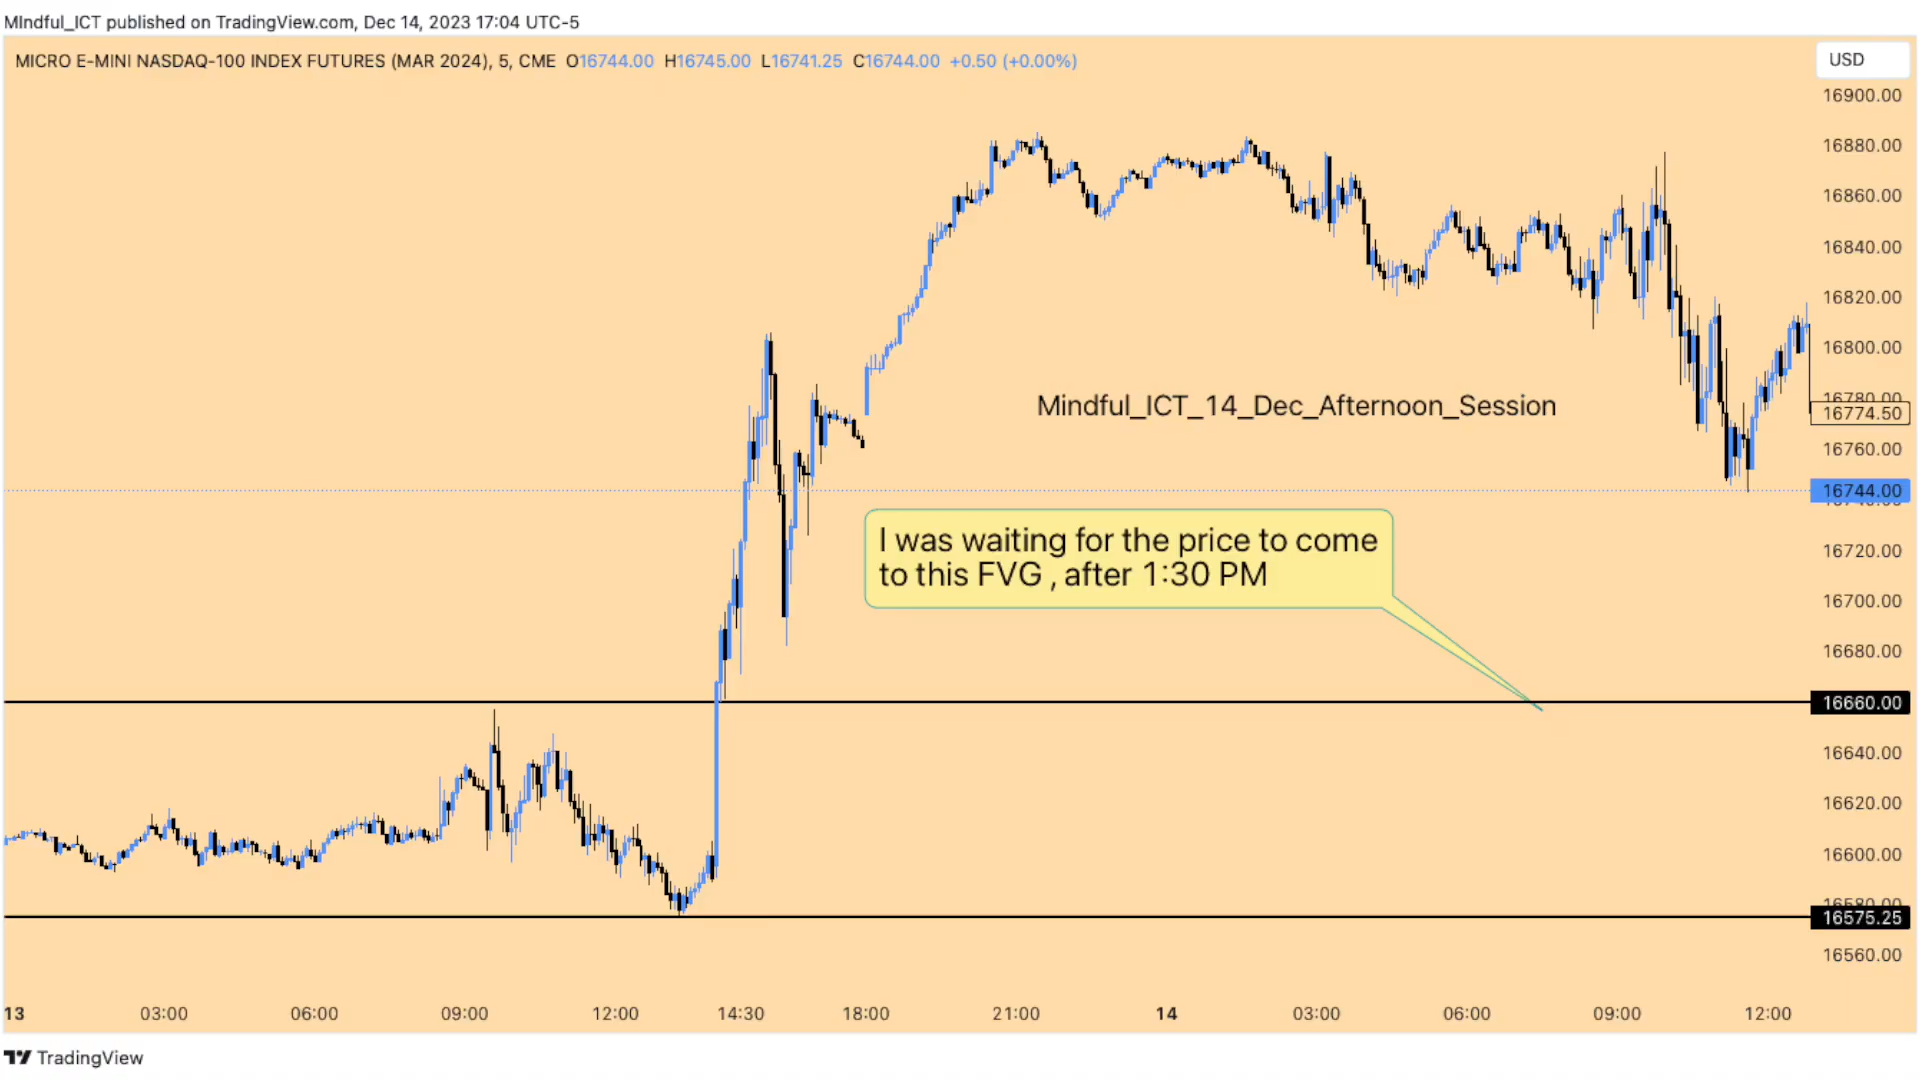 MIndful_ICT published on TradingView.com, Dec 14, 2023 17:04 UTC-5
MICRO E-MINI NASDAQ-100 INDEX FUTURES (MAR 2024), 5, CME O16744.00 H16745.00 L16741.25 C16744.00 +0.50 (+0.00%)
USD
16900.00
16880.00
16860.00
16840.00
16820.00
16800.00
16780.00
16774.50
Mindful_ICT_14_Dec_Afternoon_Session
16760.00
16744.00
I was waiting for the price to come
to this FVG , after 1:30 PM
16720.00
16700.00
16680.00
16660.00
16640.00
16620.00
16600.00
16580.00
16575.25
16560.00
13 03:00 06:00 09:00 12:00 14:30 18:00 21:00 14 03:00 06:00 09:00 12:00
TradingView